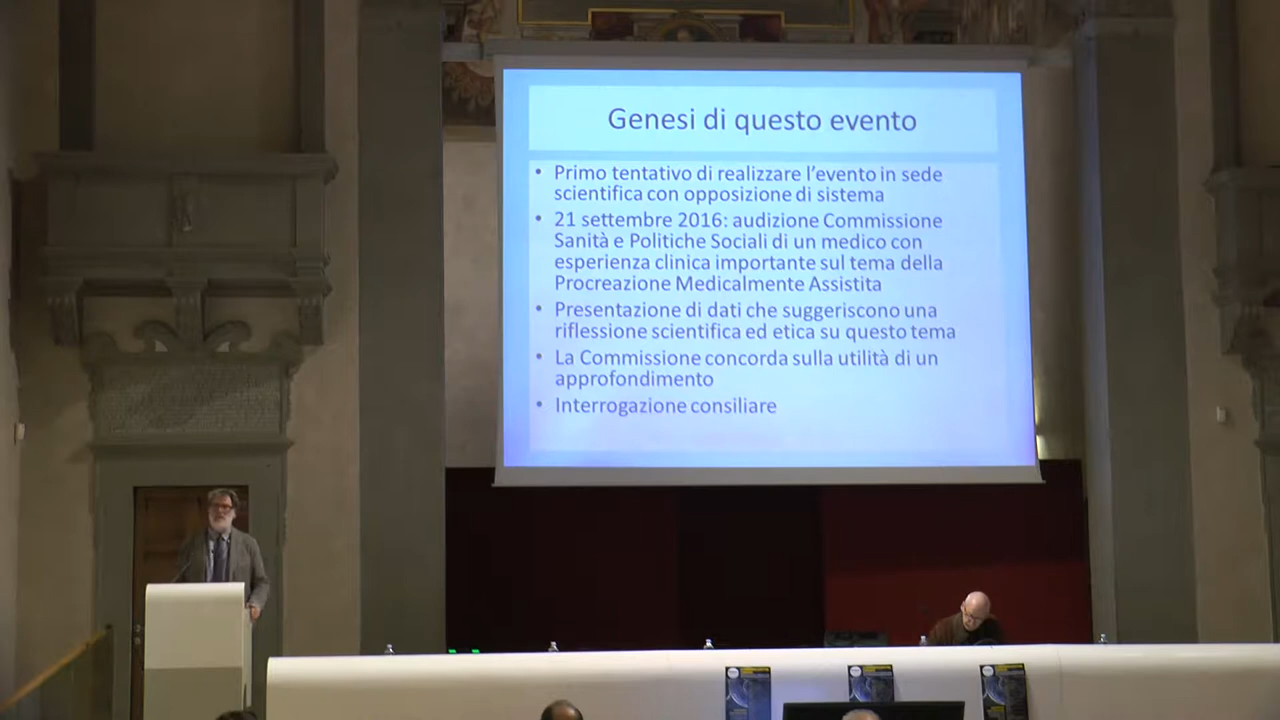 Genesi di questo evento
• Primo tentativo di realizzare l'evento in sede
scientifica con opposizione di sistema
• 21 settembre 2016: audizione Commissione
Sanità e Politiche Sociali di un medico con
esperienza clinica importante sul tema della
Procreazione Medicalmente Assistita
• Presentazione di dati che suggeriscono una
riflessione scientifica ed etica su questo tema
• La Commissione concorda sulla utilità di un
approfondimento
• Interrogazione consiliare